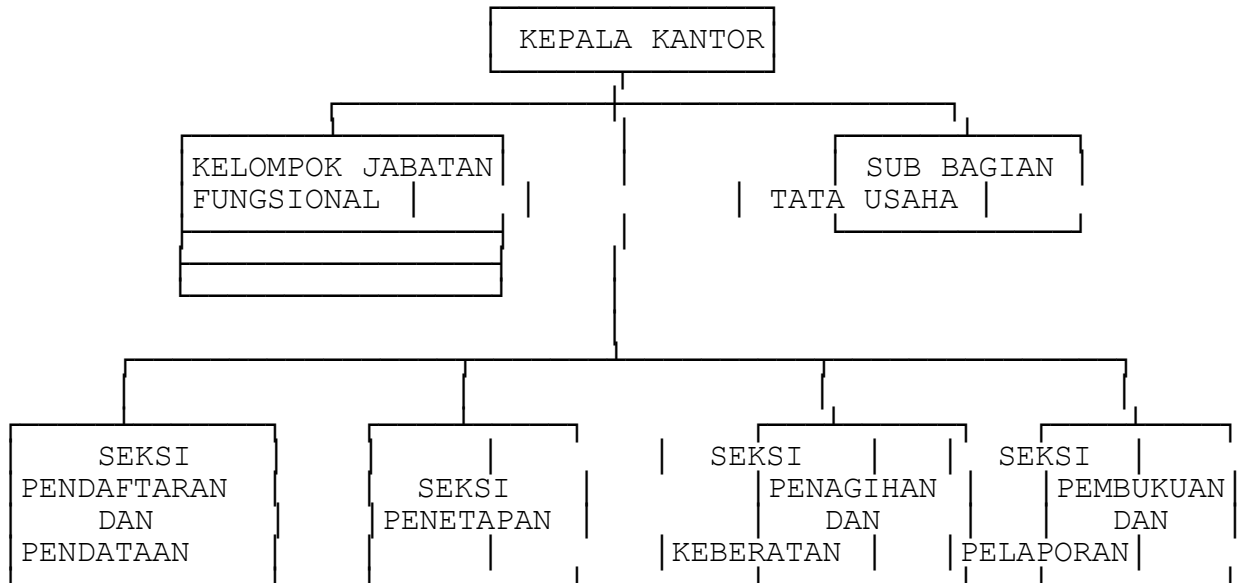 KEPALA KANTOR
KELOMPOK JABATAN
FUNGSIONAL
SUB BAGIAN
TATA USAHA
SEKSI
PENDAFTARAN
DAN
PENDATAAN
SEKSI
PENETAPAN
SEKSI
PENAGIHAN
DAN
KEBERATAN
SEKSI
PEMBUKUAN
DAN
PELAPORAN